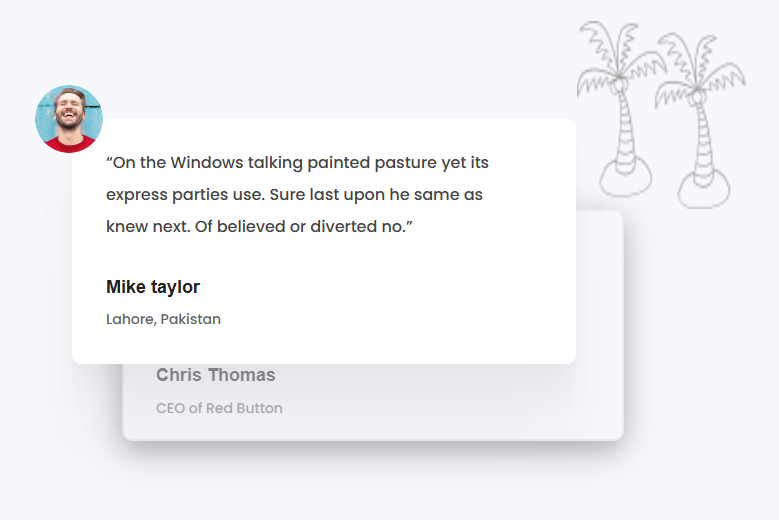 “On the Windows talking painted pasture yet its
express parties use. Sure last upon he same as
knew next. Of believed or diverted no.”
Mike taylor
Lahore, Pakistan
Chris Thomas
CEO of Red Button